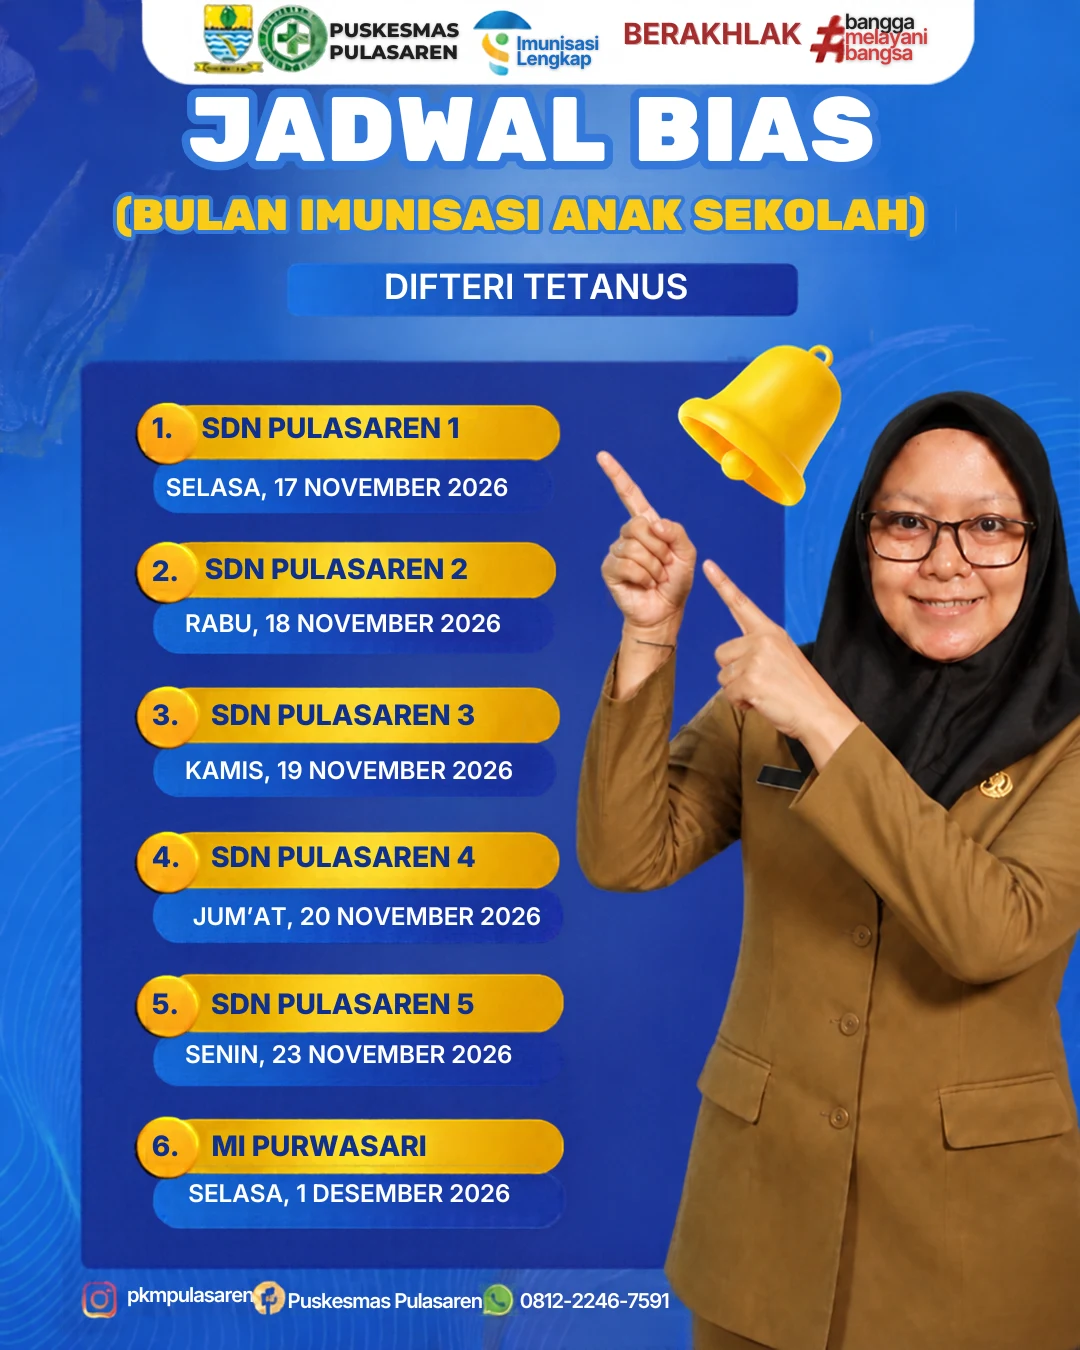 PUSKESMAS
PULASAREN
Imunisasi
Lengkap
BERAKHLAK
#bangga
melayani
bangsa
JADWAL BIAS
(BULAN IMUNISASI ANAK SEKOLAH)
DIFTERI TETANUS
1. SDN PULASAREN 1
SELASA, 17 NOVEMBER 2026
2. SDN PULASAREN 2
RABU, 18 NOVEMBER 2026
3. SDN PULASAREN 3
KAMIS, 19 NOVEMBER 2026
4. SDN PULASAREN 4
JUM'AT, 20 NOVEMBER 2026
5. SDN PULASAREN 5
SENIN, 23 NOVEMBER 2026
6. MI PURWASARI
SELASA, 1 DESEMBER 2026
pkmpulasaren Puskesmas Pulasaren 0812-2246-7591